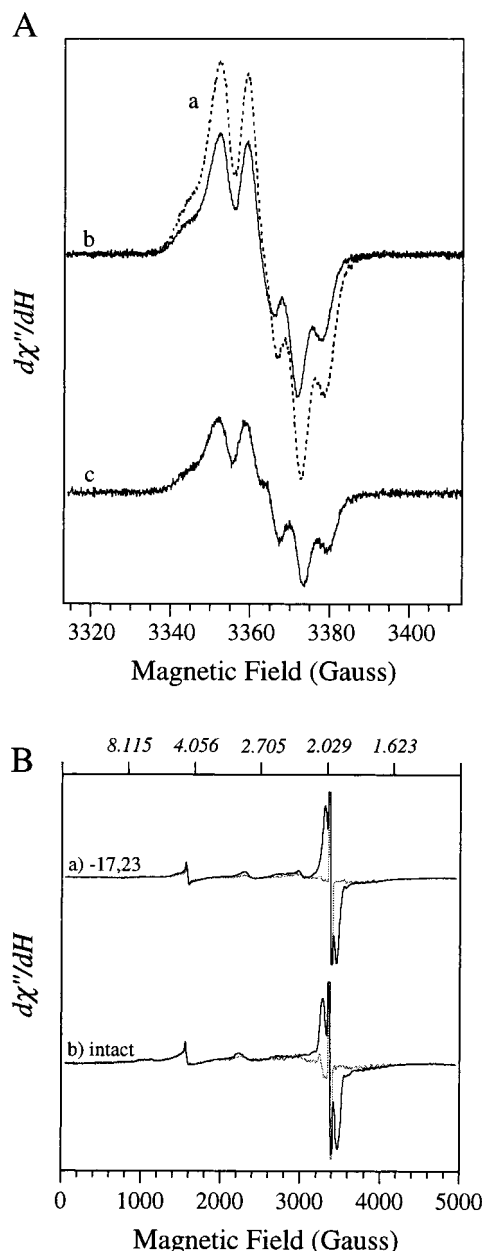 A
a
b
c
dχ"/dH
3320 3340 3360 3380 3400
Magnetic Field (Gauss)
B
8.115 4.056 2.705 2.029 1.623
a) -17,23
b) intact
dχ"/dH
0 1000 2000 3000 4000 5000
Magnetic Field (Gauss)